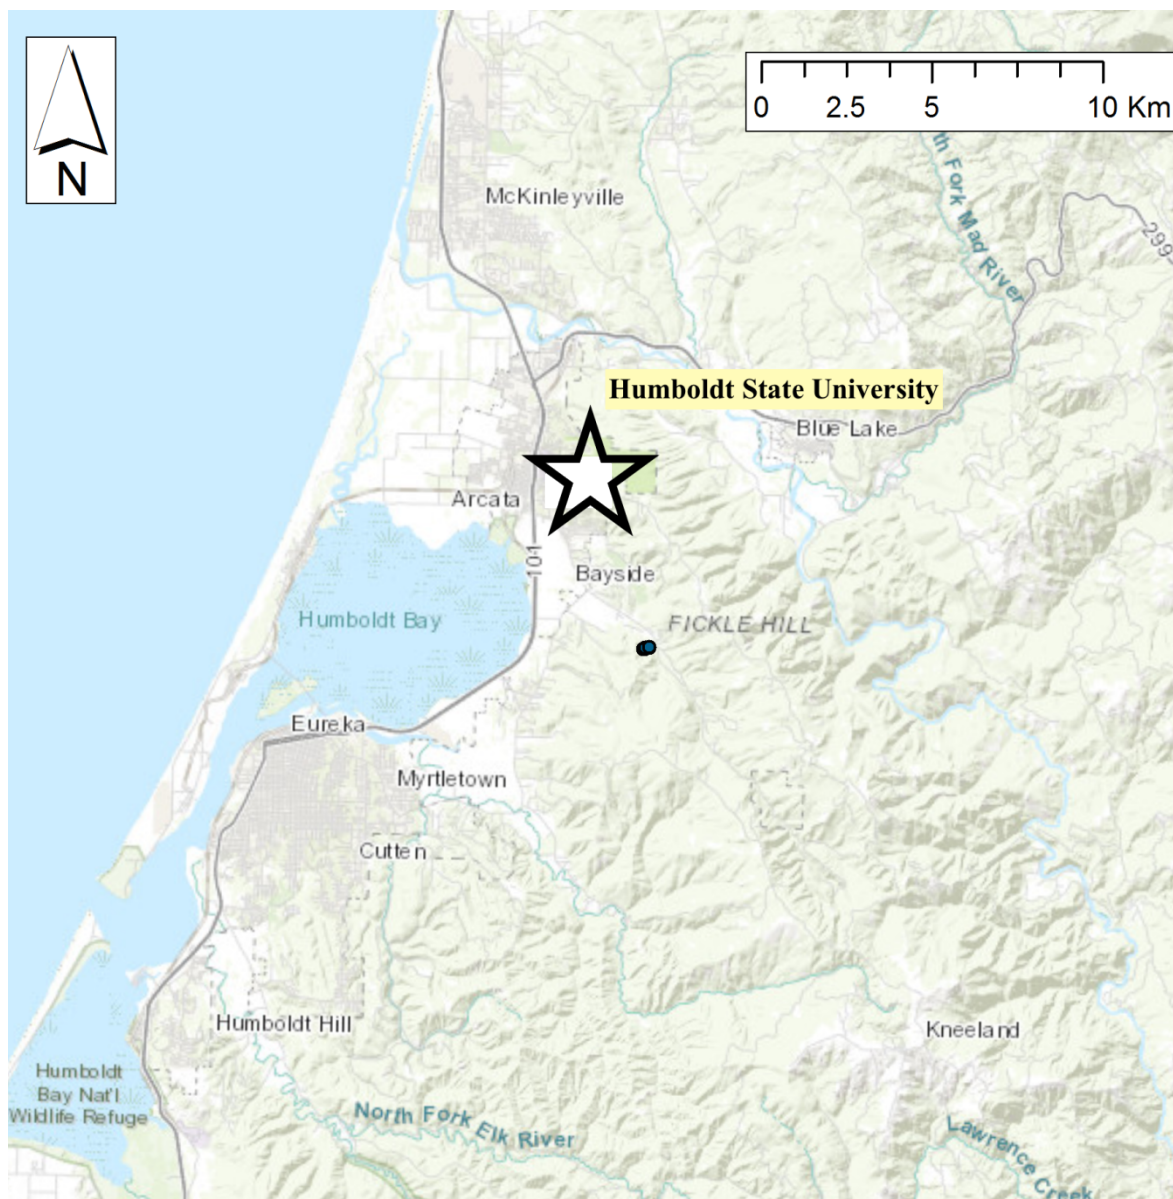 N
0 2.5 5 10 Km
McKinleyville
th Fork Mad River
299
Humboldt State University
Blue Lake
Arcata
101
Bayside
Humboldt Bay
FICKLE HILL
Eureka
Myrtletown
Cutten
Humboldt Hill
Kneeland
Humboldt
Bay Nat'l
Wildlife Refuge
North Fork Elk River
Lawrence Creek